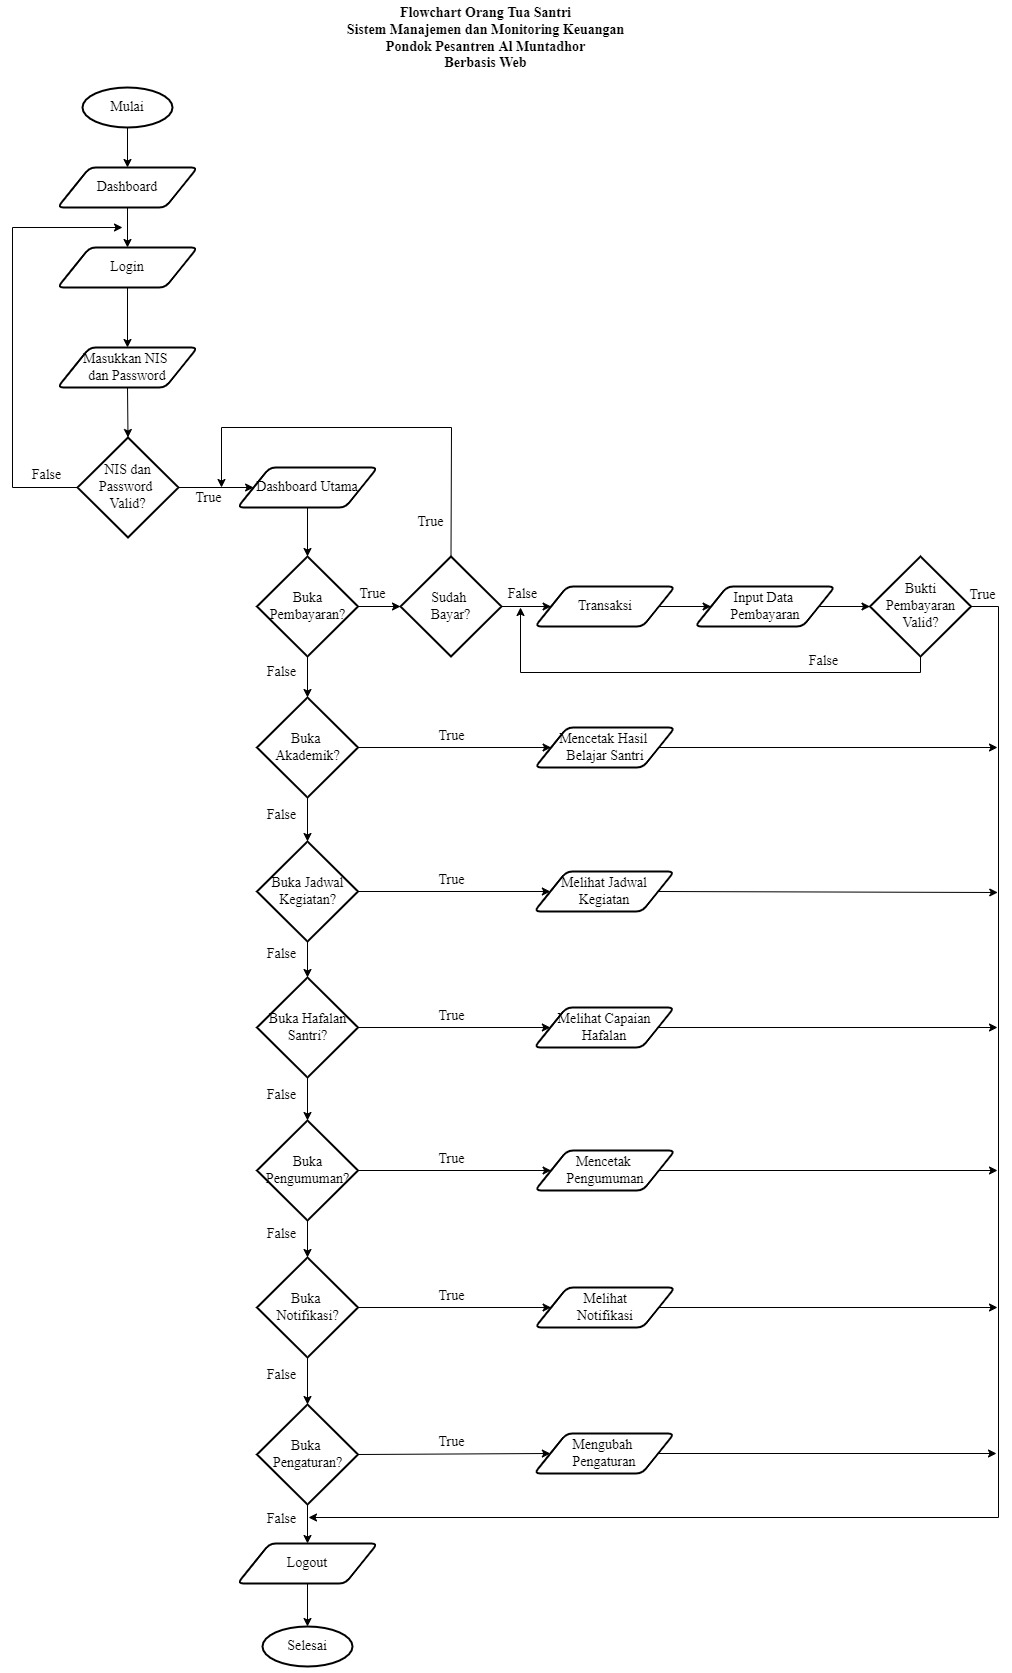 Flowchart Orang Tua Santri
Sistem Manajemen dan Monitoring Keuangan
Pondok Pesantren Al Muntadhor
Berbasis Web
Mulai
Dashboard
Login
Masukkan NIS
dan Password
NIS dan
Password
Valid?
False
True
Dashboard Utama
True
Buka
Pembayaran?
True
Sudah
Bayar?
False
Transaksi
Input Data
Pembayaran
Bukti
Pembayaran
Valid?
True
False
False
Buka
Akademik?
True
Mencetak Hasil
Belajar Santri
False
Buka Jadwal
Kegiatan?
True
Melihat Jadwal
Kegiatan
False
Buka Hafalan
Santri?
True
Melihat Capaian
Hafalan
False
Buka
Pengumuman?
True
Mencetak
Pengumuman
False
Buka
Notifikasi?
True
Melihat
Notifikasi
False
Buka
Pengaturan?
True
Mengubah
Pengaturan
False
Logout
Selesai